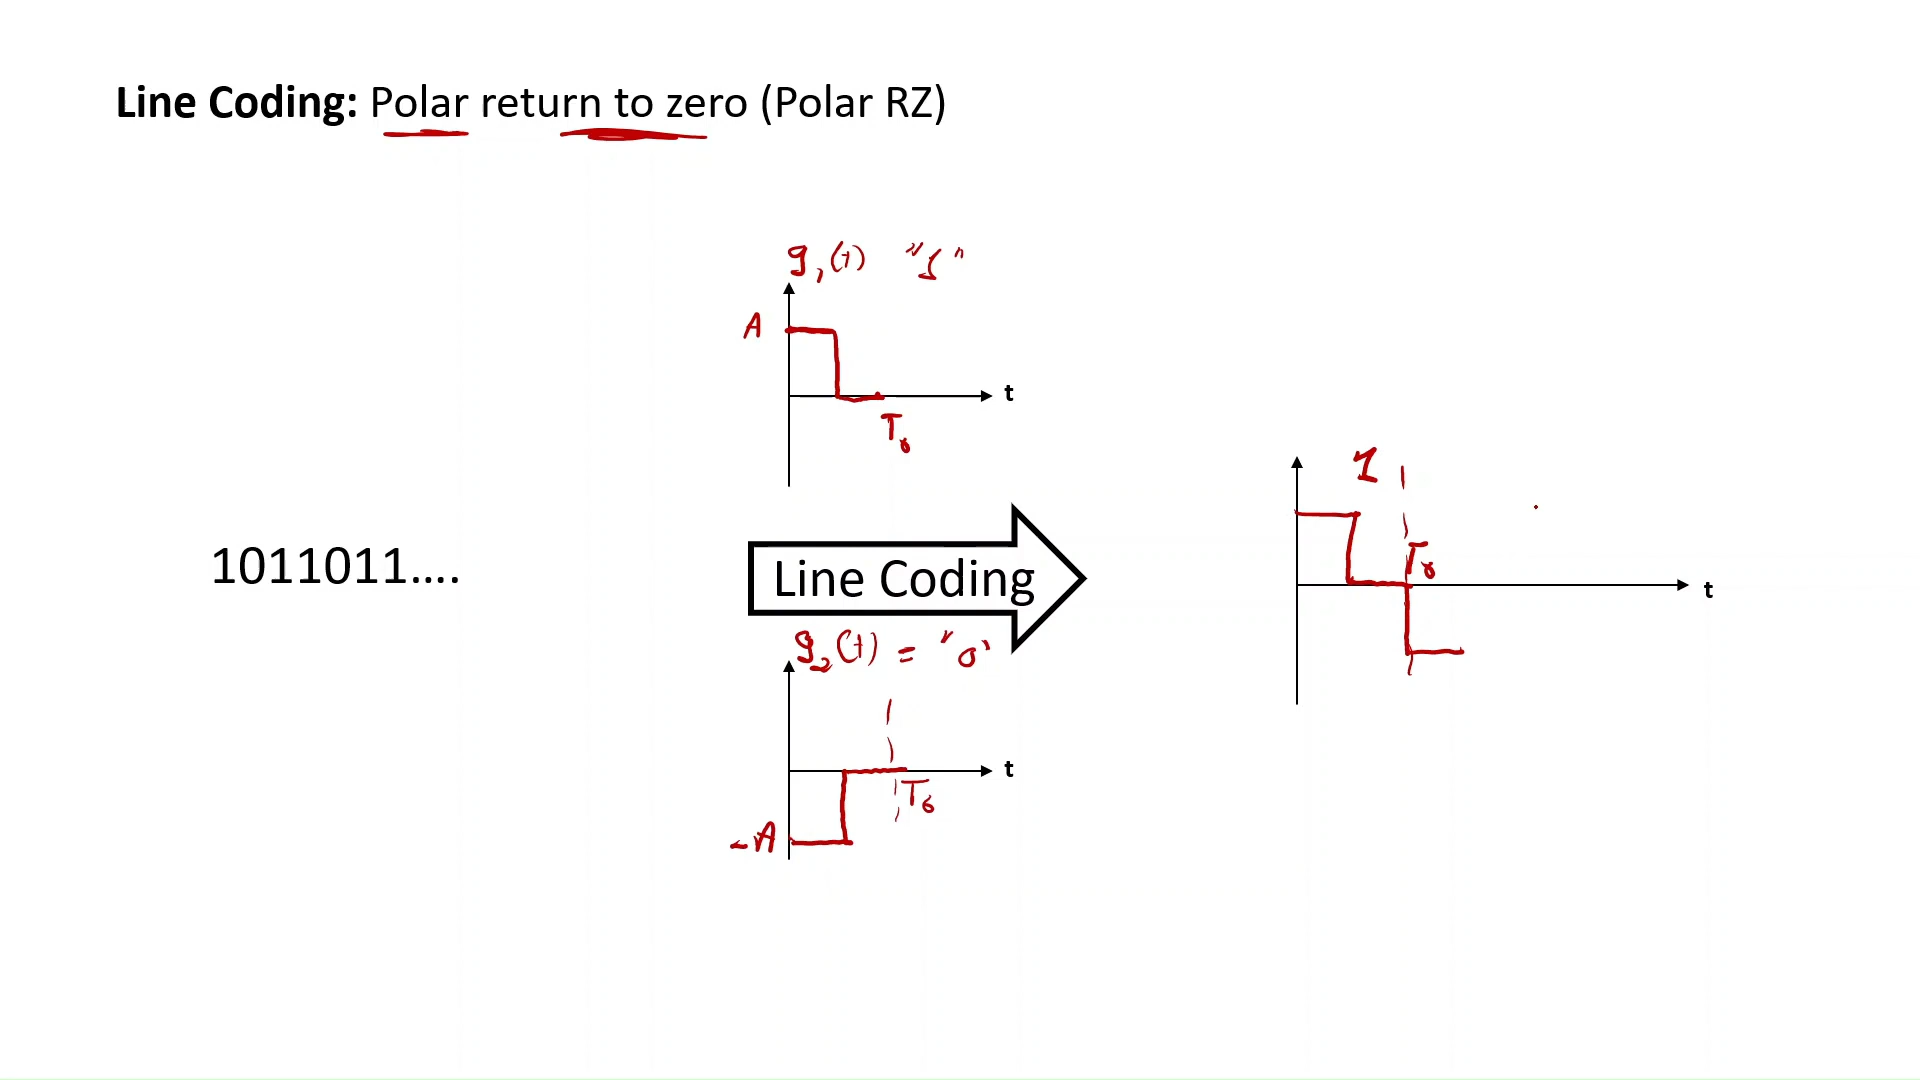 Line Coding: Polar return to zero (Polar RZ)
g₁(t) "1"
A
t
T₀
1
T₀
1011011....
Line Coding
t
g₂(t) = "0"
t
T₀
-A